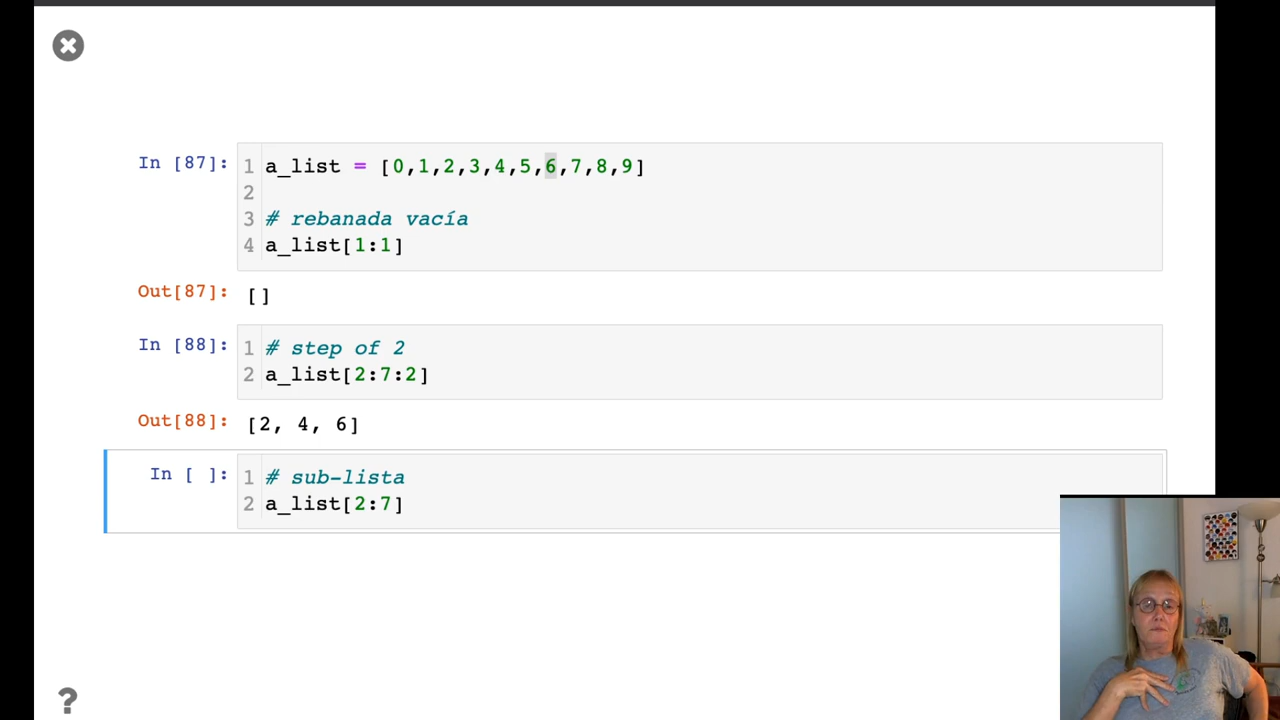 In [87]: 1 a_list = [0,1,2,3,4,5,6,7,8,9]
2
3 # rebanada vacía
4 a_list[1:1]
Out[87]: []
In [88]: 1 # step of 2
2 a_list[2:7:2]
Out[88]: [2, 4, 6]
In [ ]: 1 # sub-lista
2 a_list[2:7]
?